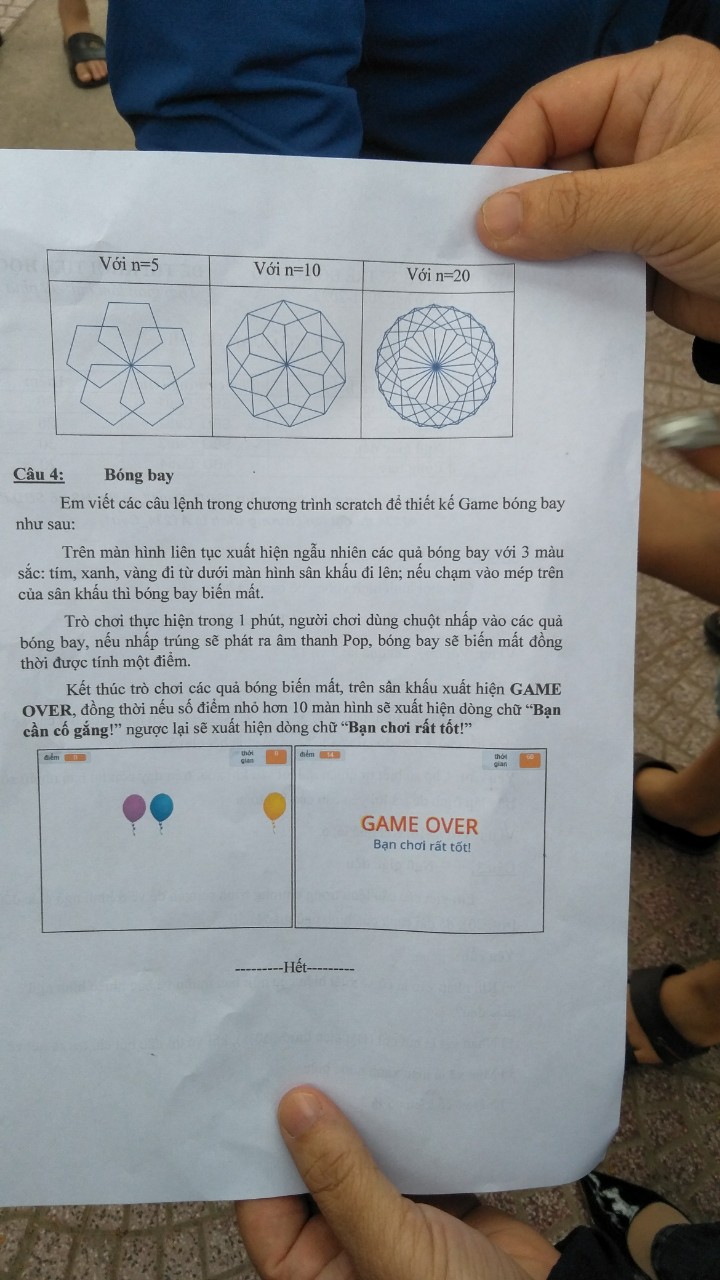 Với n=5
Với n=10
Với n=20
Câu 4: Bóng bay
Em viết các câu lệnh trong chương trình scratch để thiết kế Game bóng bay
như sau:
Trên màn hình liên tục xuất hiện ngẫu nhiên các quả bóng bay với 3 màu
sắc: tím, xanh, vàng đi từ dưới màn hình sân khấu đi lên; nếu chạm vào mép trên
của sân khấu thì bóng bay biến mất.
Trò chơi thực hiện trong 1 phút, người chơi dùng chuột nhấp vào các quả
bóng bay, nếu nhấp trúng sẽ phát ra âm thanh Pop, bóng bay sẽ biến mất đồng
thời được tính một điểm.
Kết thúc trò chơi các quả bóng biến mất, trên sân khấu xuất hiện GAME
OVER, đồng thời nếu số điểm nhỏ hơn 10 màn hình sẽ xuất hiện dòng chữ “Bạn
cần cố gắng!” ngược lại sẽ xuất hiện dòng chữ “Bạn chơi rất tốt!”
điểm
thời
gian
điểm 14
thời
gian 60
GAME OVER
Bạn chơi rất tốt!
---------Hết---------